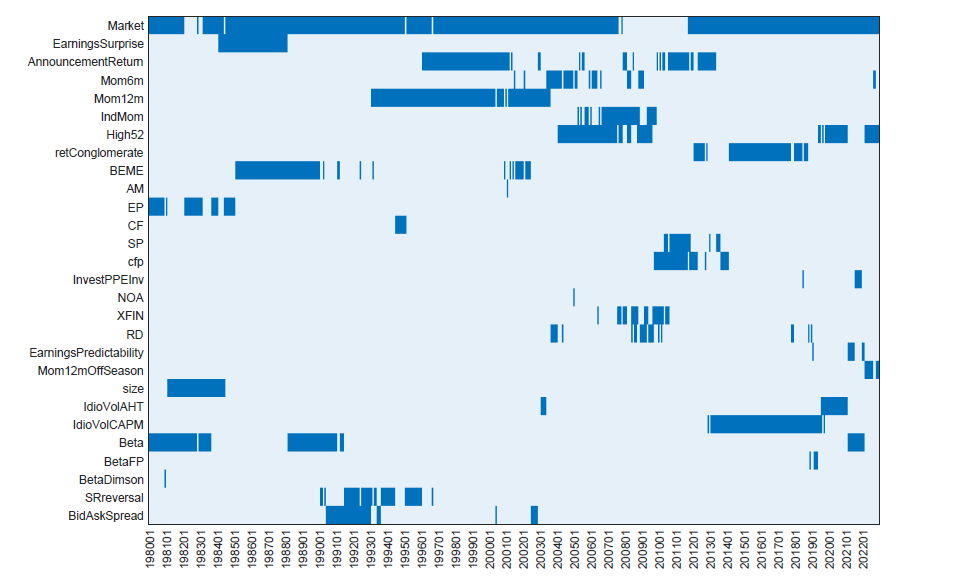 Market
EarningsSurprise
AnnouncementReturn
Mom6m
Mom12m
IndMom
High52
retConglomerate
BEME
AM
EP
CF
SP
cfp
InvestPPEInv
NOA
XFIN
RD
EarningsPredictability
Mom12mOffSeason
size
IdioVolAHT
IdioVolCAPM
Beta
BetaFP
BetaDimson
SRreversal
BidAskSpread
198001
198101
198201
198301
198401
198501
198601
198701
198801
198901
199001
199101
199201
199301
199401
199501
199601
199701
199801
199901
200001
200101
200201
200301
200401
200501
200601
200701
200801
200901
201001
201101
201201
201301
201401
201501
201601
201701
201801
201901
202001
202101
202201